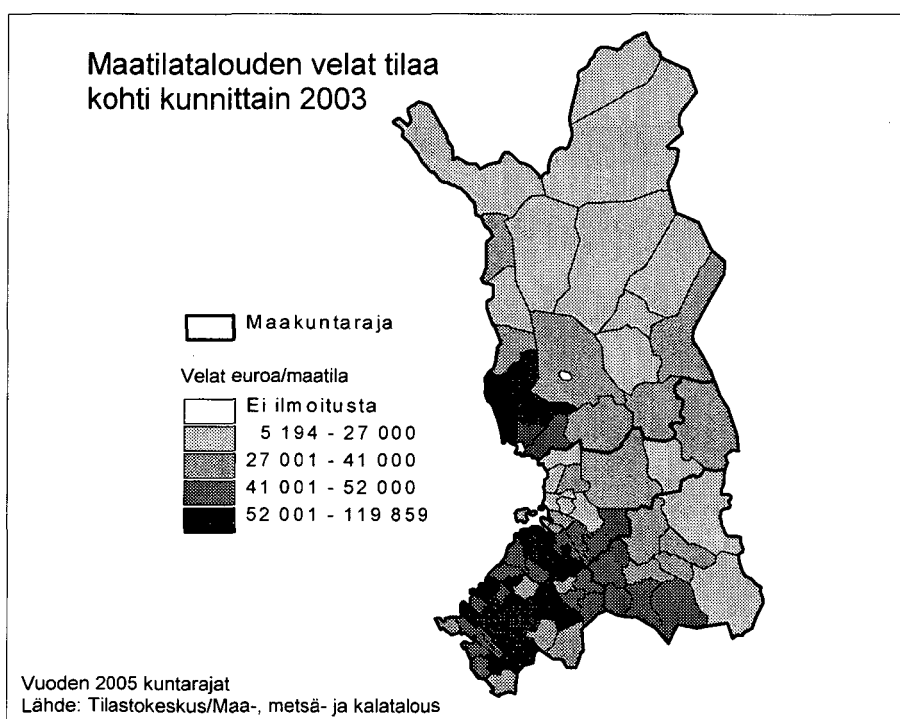 Maatilatalouden velat tilaa
kohti kunnittain 2003
Maakuntaraja
Velat euroa/maatila
Ei ilmoitusta
5 194 - 27 000
27 001 - 41 000
41 001 - 52 000
52 001 - 119 859
Vuoden 2005 kuntarajat
Lähde: Tilastokeskus/Maa-, metsä- ja kalatalous